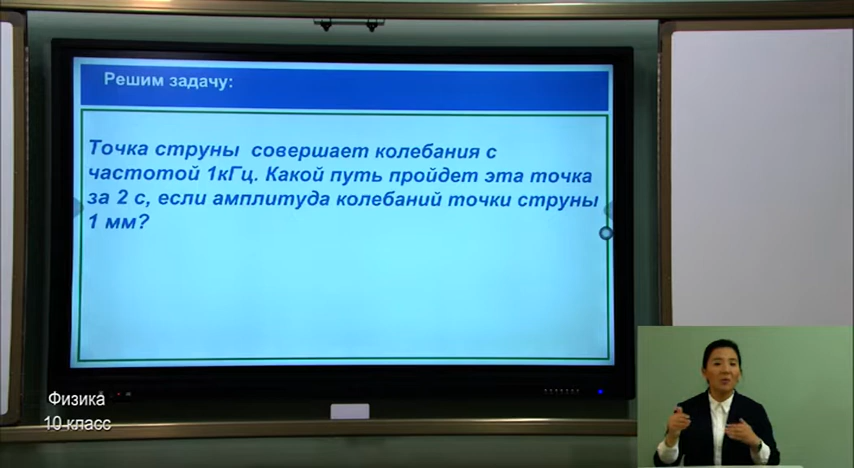 Решим задачу:
Точка струны совершает колебания с
частотой 1кГц. Какой путь пройдет эта точка
за 2 с, если амплитуда колебаний точки струны
1 мм?
Физика
10 класс